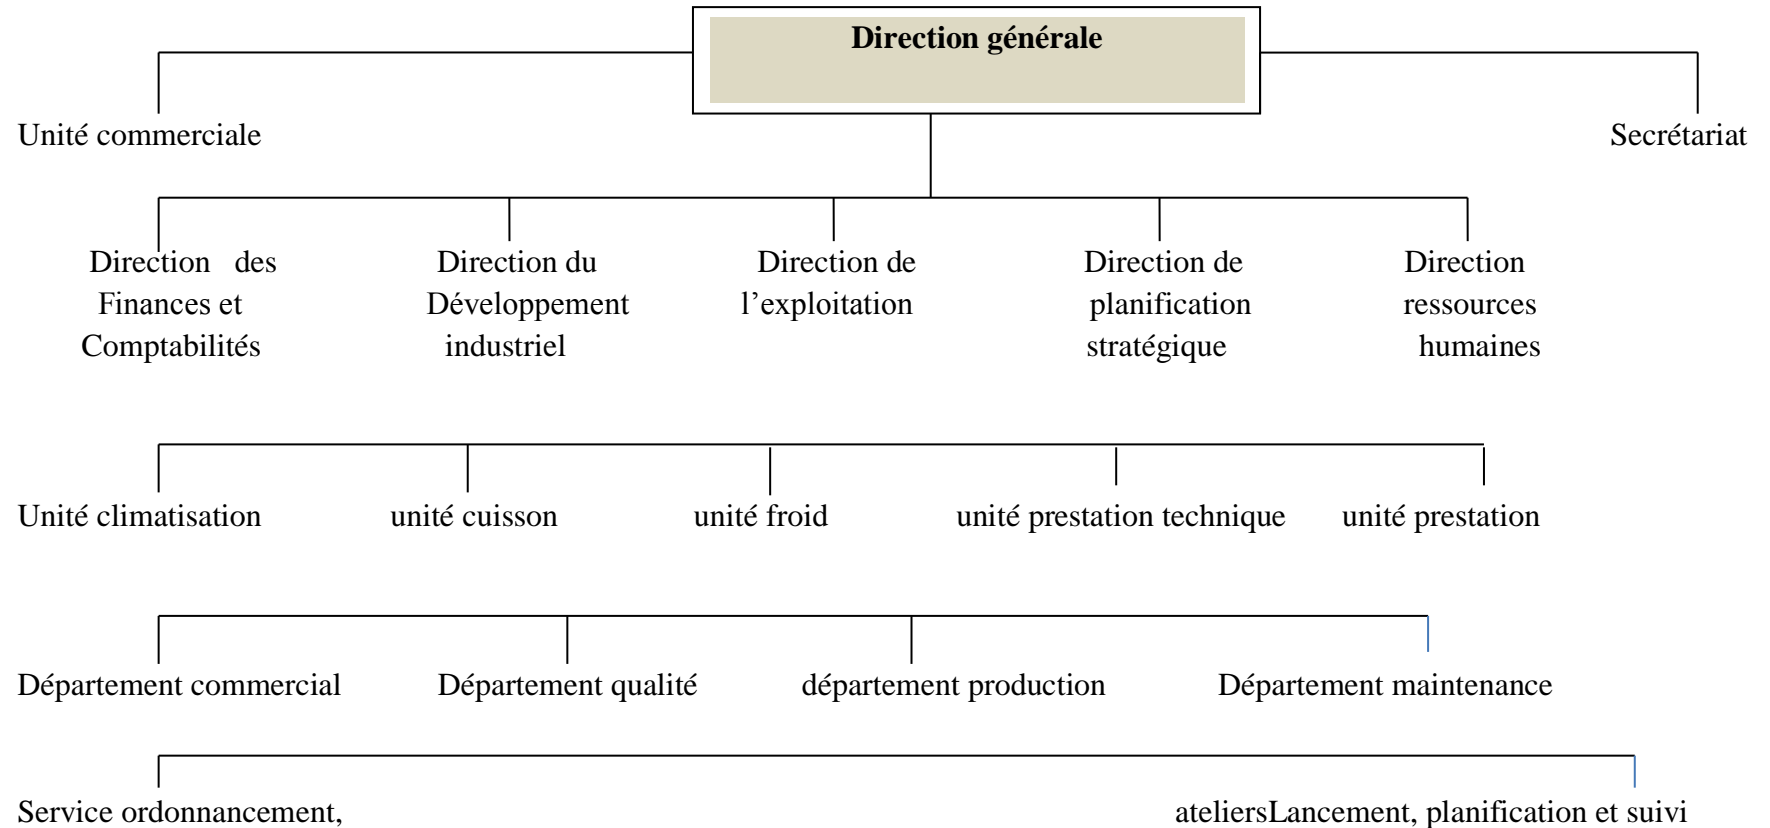 Direction générale
Unité commerciale
Secrétariat
Direction des
Finances et
Comptabilités
Direction du
Développement
industriel
Direction de
l’exploitation
Direction de
planification
stratégique
Direction
ressources
humaines
Unité climatisation
unité cuisson
unité froid
unité prestation technique
unité prestation
Département commercial
Département qualité
département production
Département maintenance
Service ordonnancement,
ateliersLancement, planification et suivi